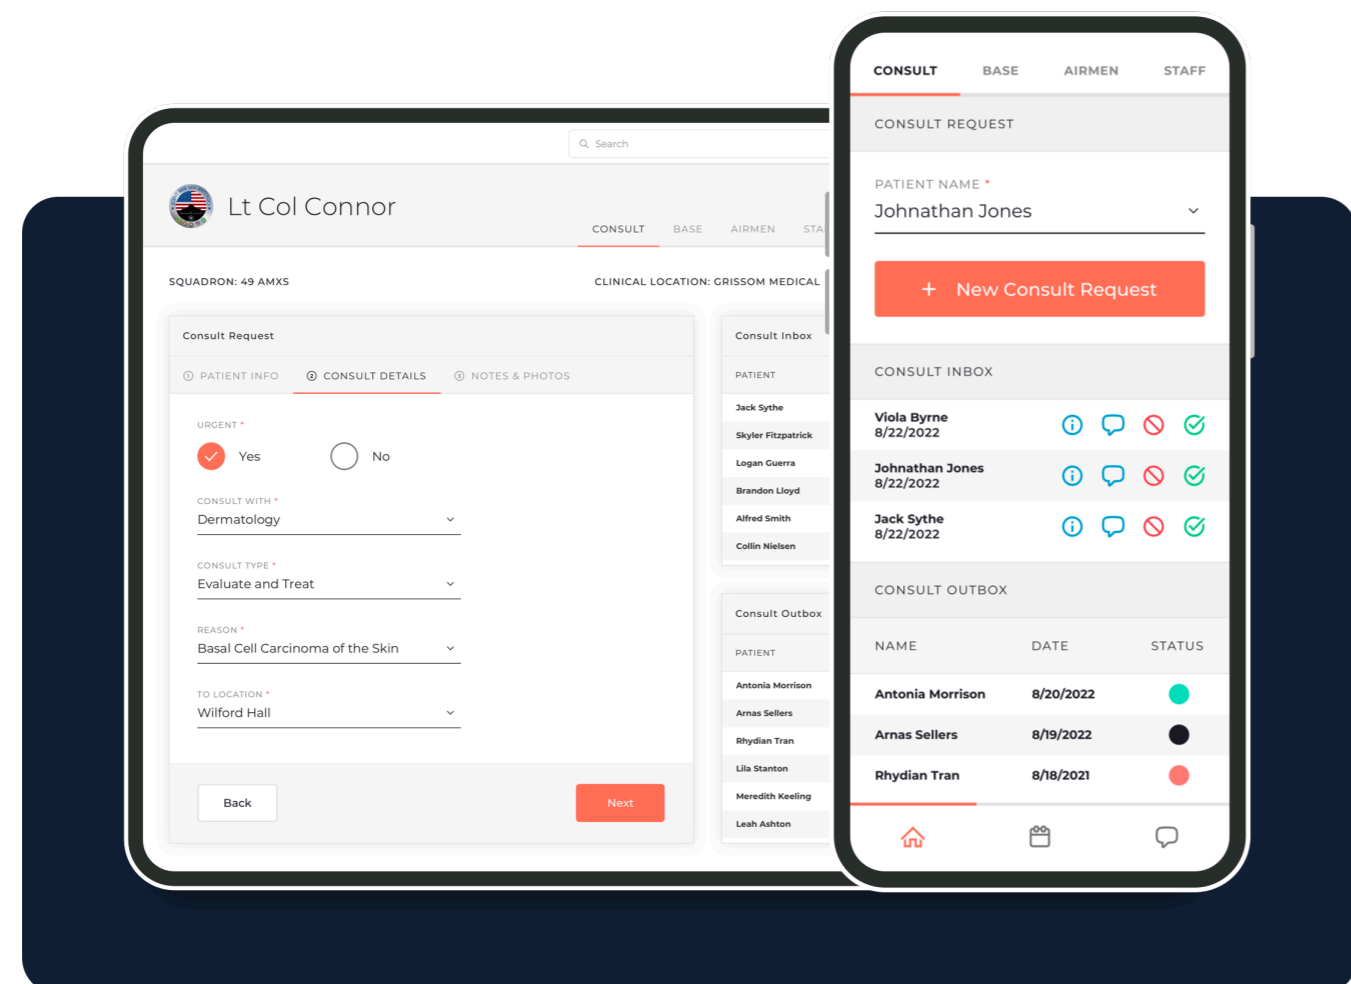 Search
Lt Col Connor
CONSULT BASE AIRMEN STA
SQUADRON: 49 AMXS
CLINICAL LOCATION: GRISSOM MEDICAL
Consult Request
1 PATIENT INFO 2 CONSULT DETAILS 3 NOTES & PHOTOS
URGENT *
Yes No
CONSULT WITH *
Dermatology
CONSULT TYPE *
Evaluate and Treat
REASON *
Basal Cell Carcinoma of the Skin
TO LOCATION *
Wilford Hall
Back Next
Consult Inbox
PATIENT
Jack Sythe
Skyler Fitzpatrick
Logan Guerra
Brandon Lloyd
Alfred Smith
Collin Nielsen
Consult Outbox
PATIENT
Antonia Morrison
Arnas Sellers
Rhydian Tran
Lila Stanton
Meredith Keeling
Leah Ashton
CONSULT BASE AIRMEN STAFF
CONSULT REQUEST
PATIENT NAME *
Johnathan Jones
+ New Consult Request
CONSULT INBOX
Viola Byrne
8/22/2022
Johnathan Jones
8/22/2022
Jack Sythe
8/22/2022
CONSULT OUTBOX
NAME DATE STATUS
Antonia Morrison 8/20/2022
Arnas Sellers 8/19/2022
Rhydian Tran 8/18/2021